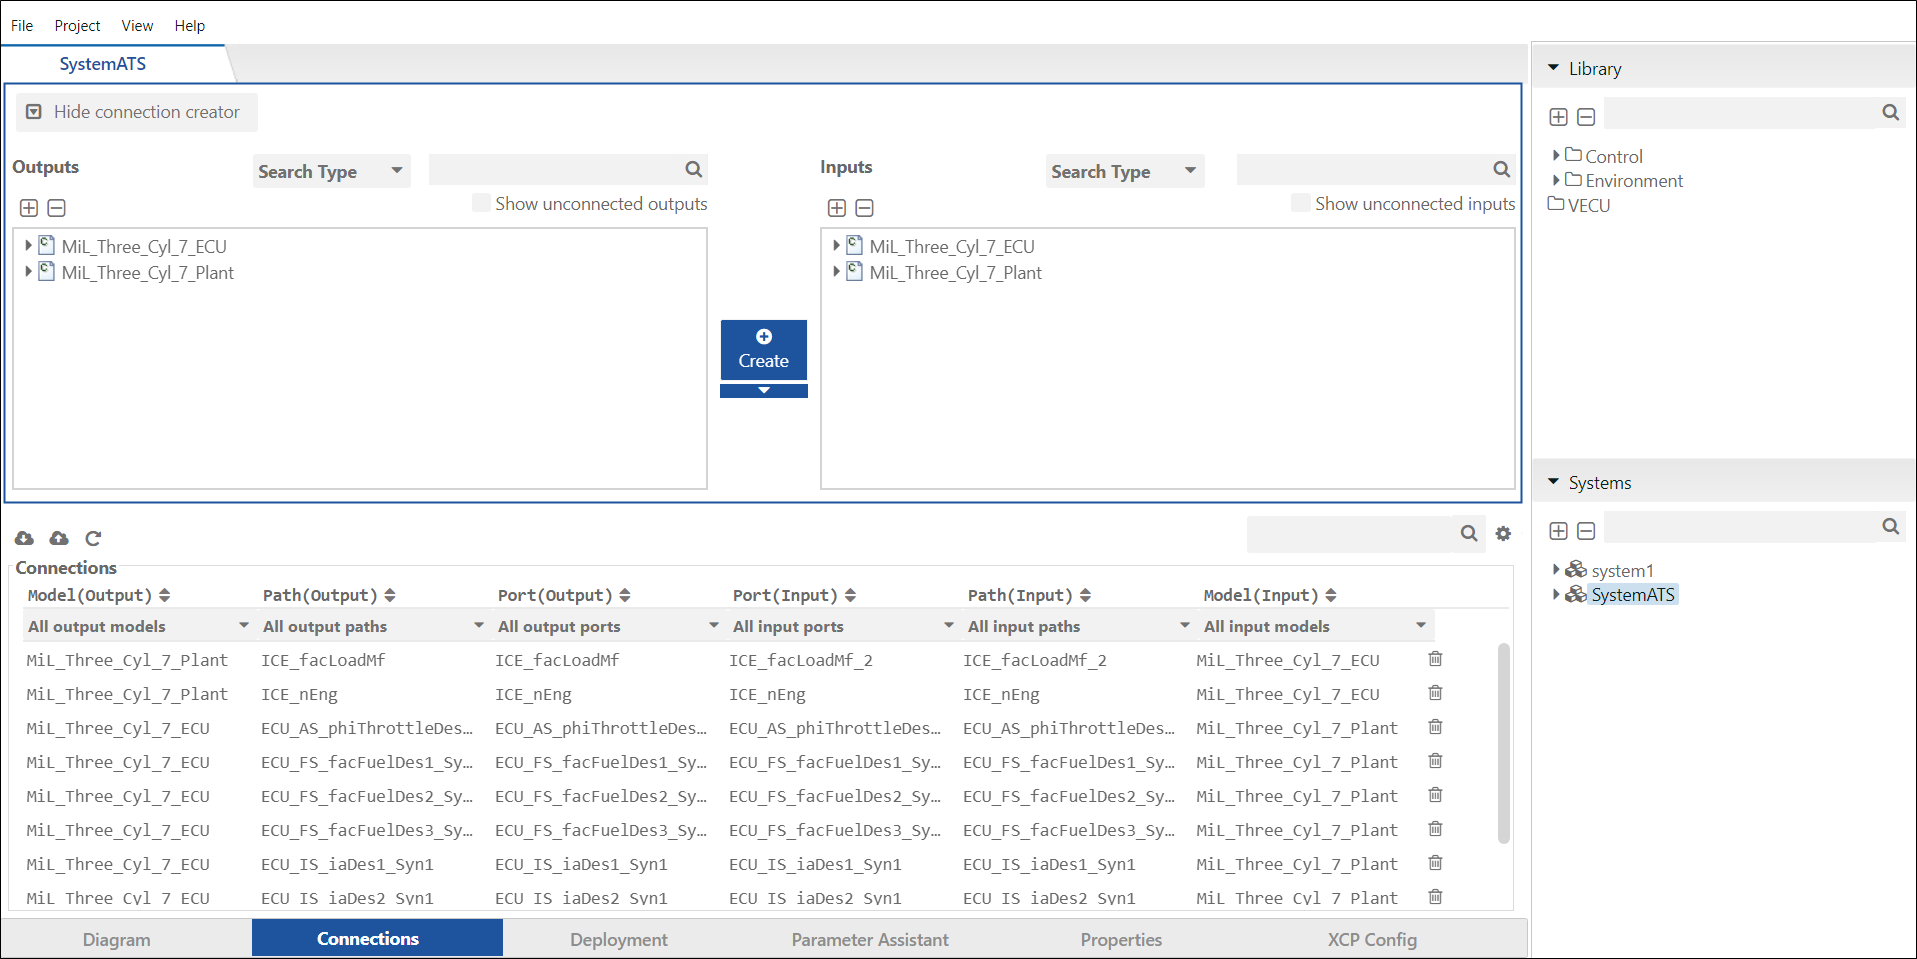 File Project View Help
SystemATS
Hide connection creator
Outputs Search Type
Show unconnected outputs
MiL_Three_Cyl_7_ECU
MiL_Three_Cyl_7_Plant
Create
Inputs Search Type
Show unconnected inputs
MiL_Three_Cyl_7_ECU
MiL_Three_Cyl_7_Plant
Connections
Model(Output) Path(Output) Port(Output) Port(Input) Path(Input) Model(Input)
All output models All output paths All output ports All input ports All input paths All input models
MiL_Three_Cyl_7_Plant ICE_facLoadMf ICE_facLoadMf ICE_facLoadMf_2 ICE_facLoadMf_2 MiL_Three_Cyl_7_ECU
MiL_Three_Cyl_7_Plant ICE_nEng ICE_nEng ICE_nEng ICE_nEng MiL_Three_Cyl_7_ECU
MiL_Three_Cyl_7_ECU ECU_AS_phiThrottleDes… ECU_AS_phiThrottleDes… ECU_AS_phiThrottleDes… ECU_AS_phiThrottleDes… MiL_Three_Cyl_7_Plant
MiL_Three_Cyl_7_ECU ECU_FS_facFuelDes1_Sy… ECU_FS_facFuelDes1_Sy… ECU_FS_facFuelDes1_Sy… ECU_FS_facFuelDes1_Sy… MiL_Three_Cyl_7_Plant
MiL_Three_Cyl_7_ECU ECU_FS_facFuelDes2_Sy… ECU_FS_facFuelDes2_Sy… ECU_FS_facFuelDes2_Sy… ECU_FS_facFuelDes2_Sy… MiL_Three_Cyl_7_Plant
MiL_Three_Cyl_7_ECU ECU_FS_facFuelDes3_Sy… ECU_FS_facFuelDes3_Sy… ECU_FS_facFuelDes3_Sy… ECU_FS_facFuelDes3_Sy… MiL_Three_Cyl_7_Plant
MiL_Three_Cyl_7_ECU ECU_IS_iaDes1_Syn1 ECU_IS_iaDes1_Syn1 ECU_IS_iaDes1_Syn1 ECU_IS_iaDes1_Syn1 MiL_Three_Cyl_7_Plant
MiL_Three_Cyl_7_ECU ECU_IS_iaDes2_Syn1 ECU_IS_iaDes2_Syn1 ECU_IS_iaDes2_Syn1 ECU_IS_iaDes2_Syn1 MiL_Three_Cyl_7_Plant
Diagram Connections Deployment Parameter Assistant Properties XCP Config
Library
Control
Environment
VECU
Systems
system1
SystemATS